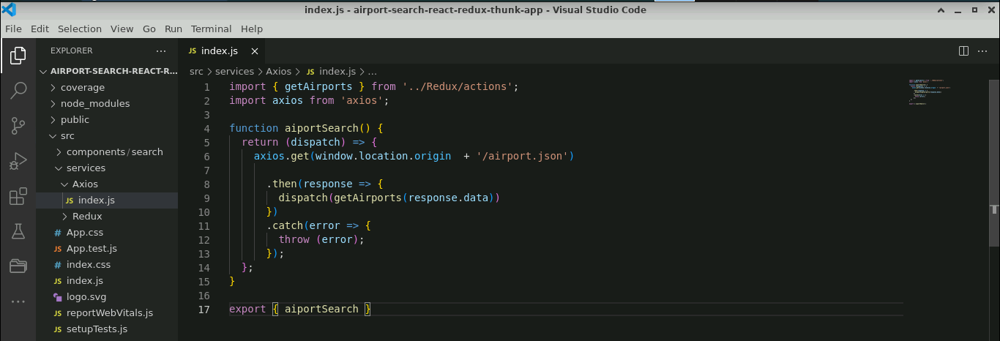 index.js - airport-search-react-redux-thunk-app - Visual Studio Code
File Edit Selection View Go Run Terminal Help
EXPLORER ...
AIRPORT-SEARCH-REACT-R...
coverage
node_modules
public
src
components/search
services
Axios
JS index.js
Redux
# App.css
JS App.test.js
# index.css
JS index.js
logo.svg
JS reportWebVitals.js
JS setupTests.js
JS index.js
src > services > Axios > JS index.js > ...
1 import { getAirports } from '../Redux/actions';
2 import axios from 'axios';
3
4 function aiportSearch() {
5   return (dispatch) => {
6     axios.get(window.location.origin  + '/airport.json')
7
8       .then(response => {
9         dispatch(getAirports(response.data))
10       })
11       .catch(error => {
12         throw (error);
13       });
14   };
15 }
16
17 export { aiportSearch }